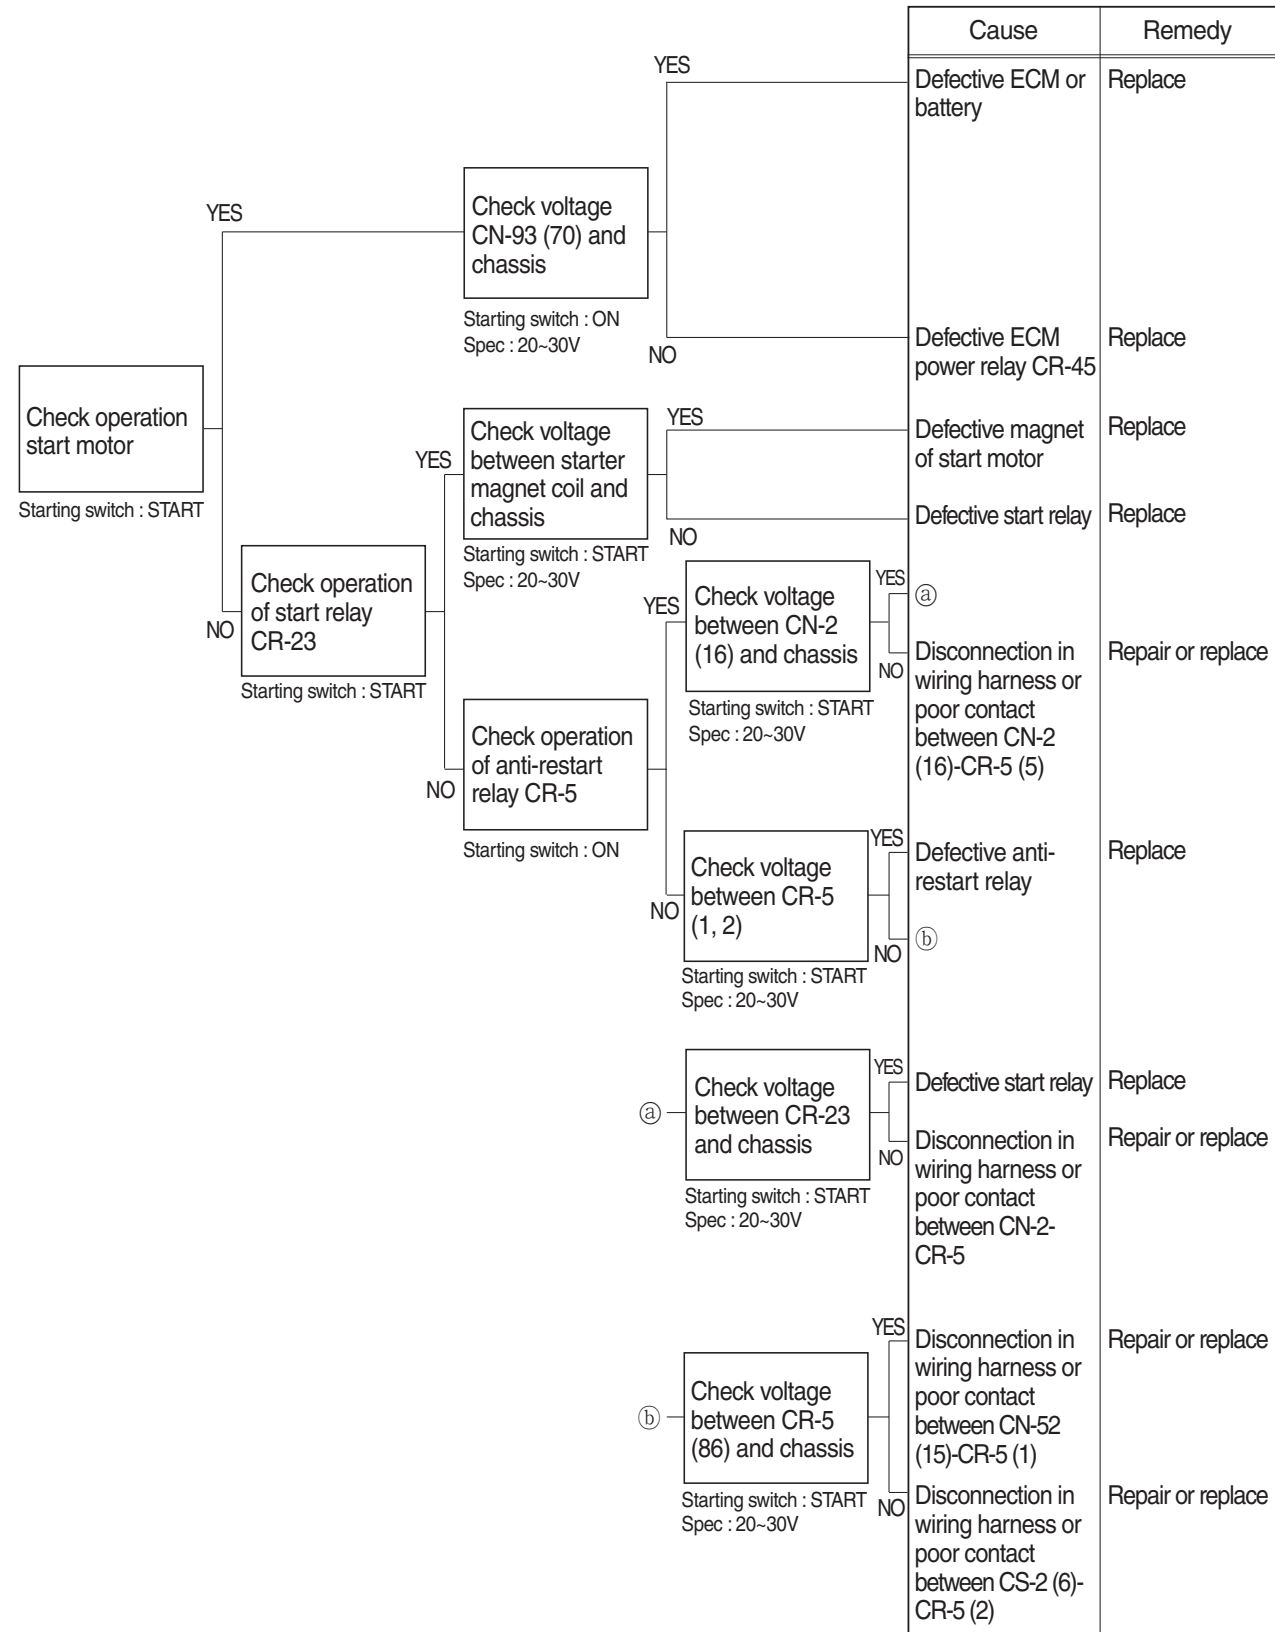 Cause
Remedy
YES
Defective ECM or
battery
Replace
YES
Check voltage
CN-93 (70) and
chassis
Starting switch : ON
Spec : 20~30V
NO
Defective ECM
power relay CR-45
Replace
Check operation
start motor
Starting switch : START
YES
Check voltage
between starter
magnet coil and
chassis
Starting switch : START
Spec : 20~30V
YES
Defective magnet
of start motor
Replace
NO
Defective start relay
Replace
NO
Check operation
of start relay
CR-23
Starting switch : START
YES
Check voltage
between CN-2
(16) and chassis
Starting switch : START
Spec : 20~30V
YES
ⓐ
NO
Disconnection in
wiring harness or
poor contact
between CN-2
(16)-CR-5 (5)
Repair or replace
NO
Check operation
of anti-restart
relay CR-5
Starting switch : ON
NO
Check voltage
between CR-5
(1, 2)
Starting switch : START
Spec : 20~30V
YES
Defective anti-
restart relay
Replace
NO
ⓑ
ⓐ
Check voltage
between CR-23
and chassis
Starting switch : START
Spec : 20~30V
YES
Defective start relay
Replace
NO
Disconnection in
wiring harness or
poor contact
between CN-2-
CR-5
Repair or replace
ⓑ
Check voltage
between CR-5
(86) and chassis
Starting switch : START
Spec : 20~30V
YES
Disconnection in
wiring harness or
poor contact
between CN-52
(15)-CR-5 (1)
Repair or replace
NO
Disconnection in
wiring harness or
poor contact
between CS-2 (6)-
CR-5 (2)
Repair or replace